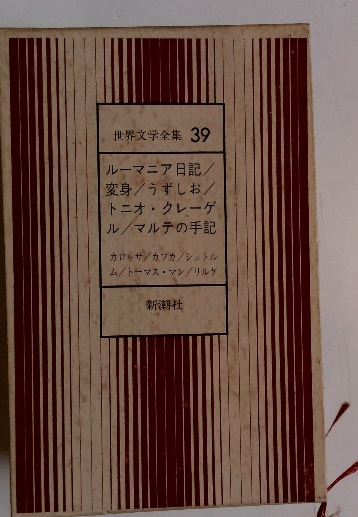 世界文学全集 39
ルーマニア日記／
変身／うずしお／
トニオ・クレーゲ
ル／マルテの手記
カロッサ／カフカ／シュトル
ム／トーマス・マン／リルケ
新潮社